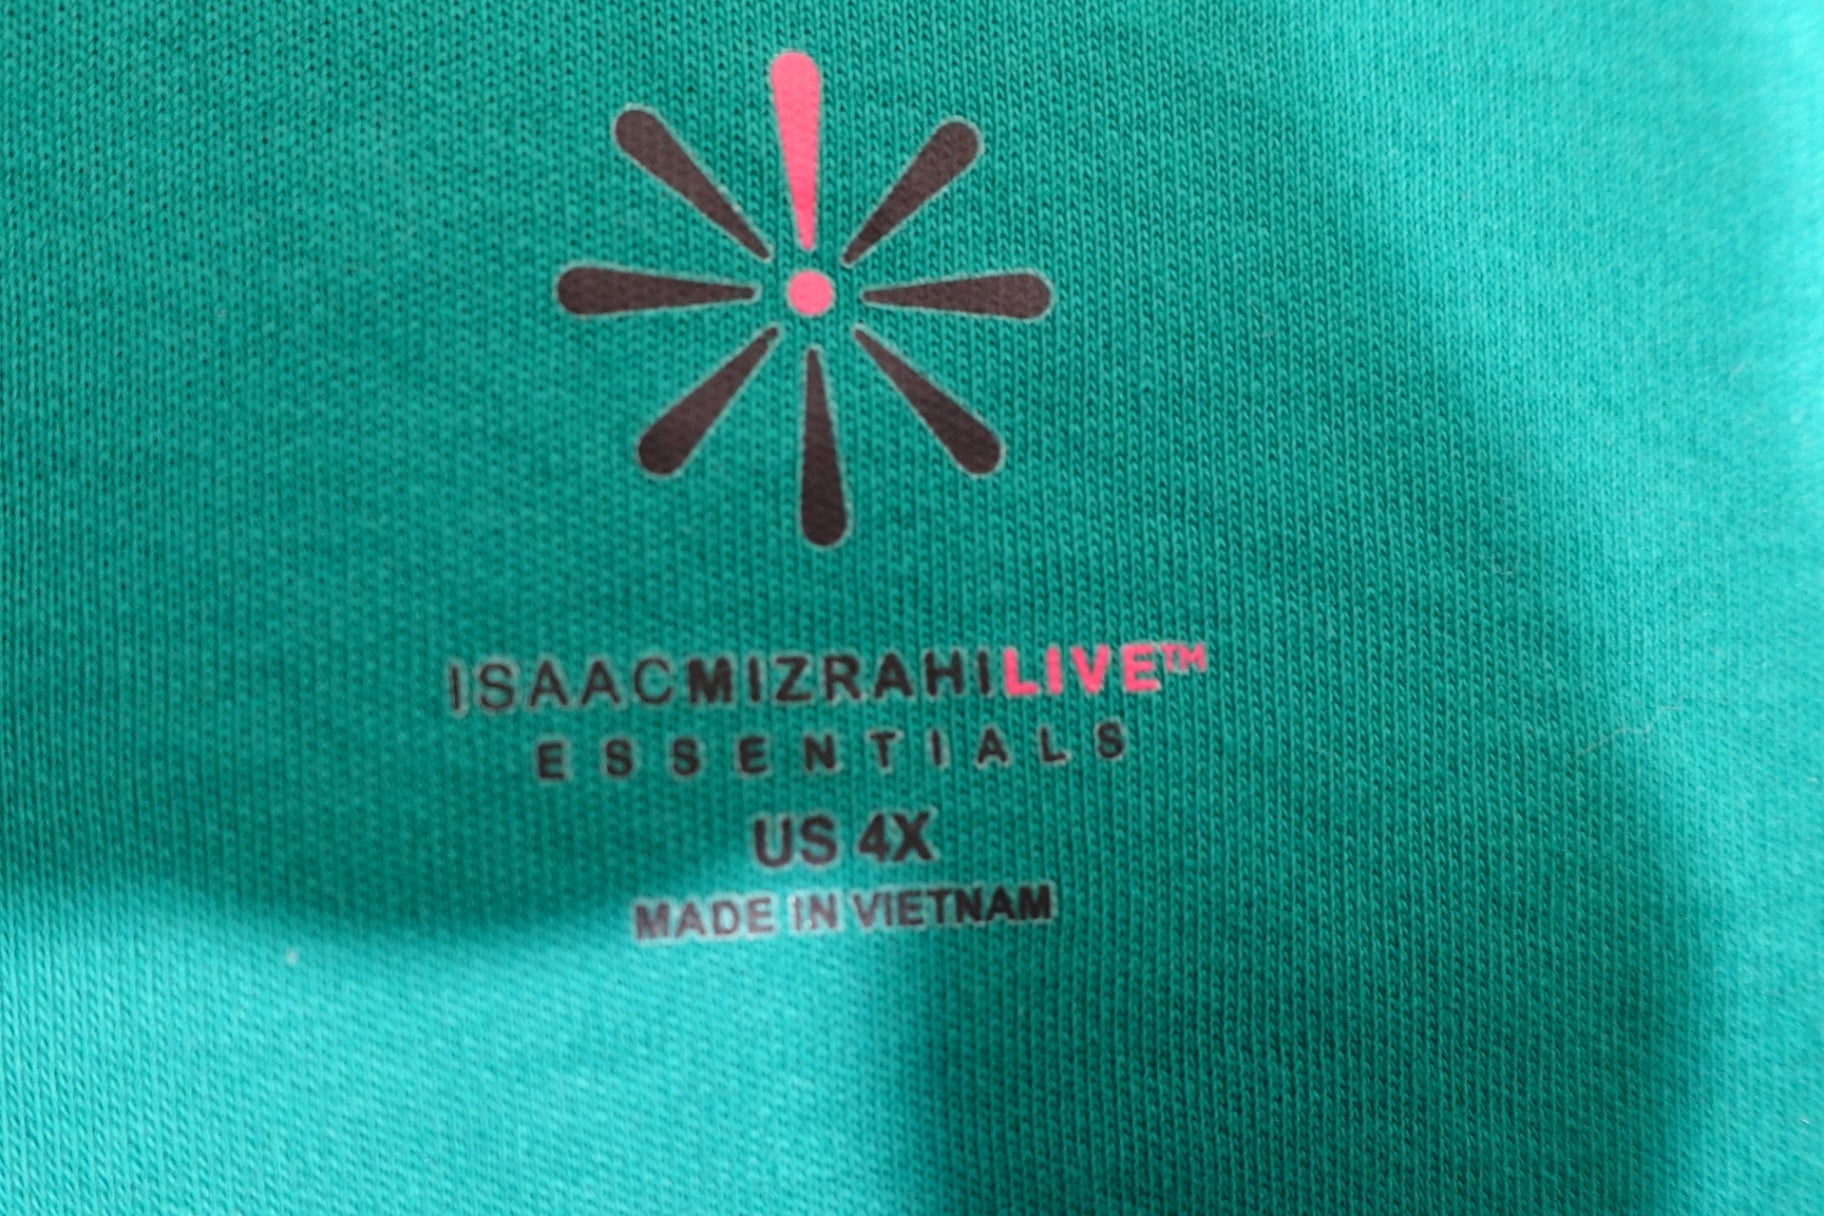 ISAACMIZRAHILIVE™
ESSENTIALS
US 4X
MADE IN VIETNAM